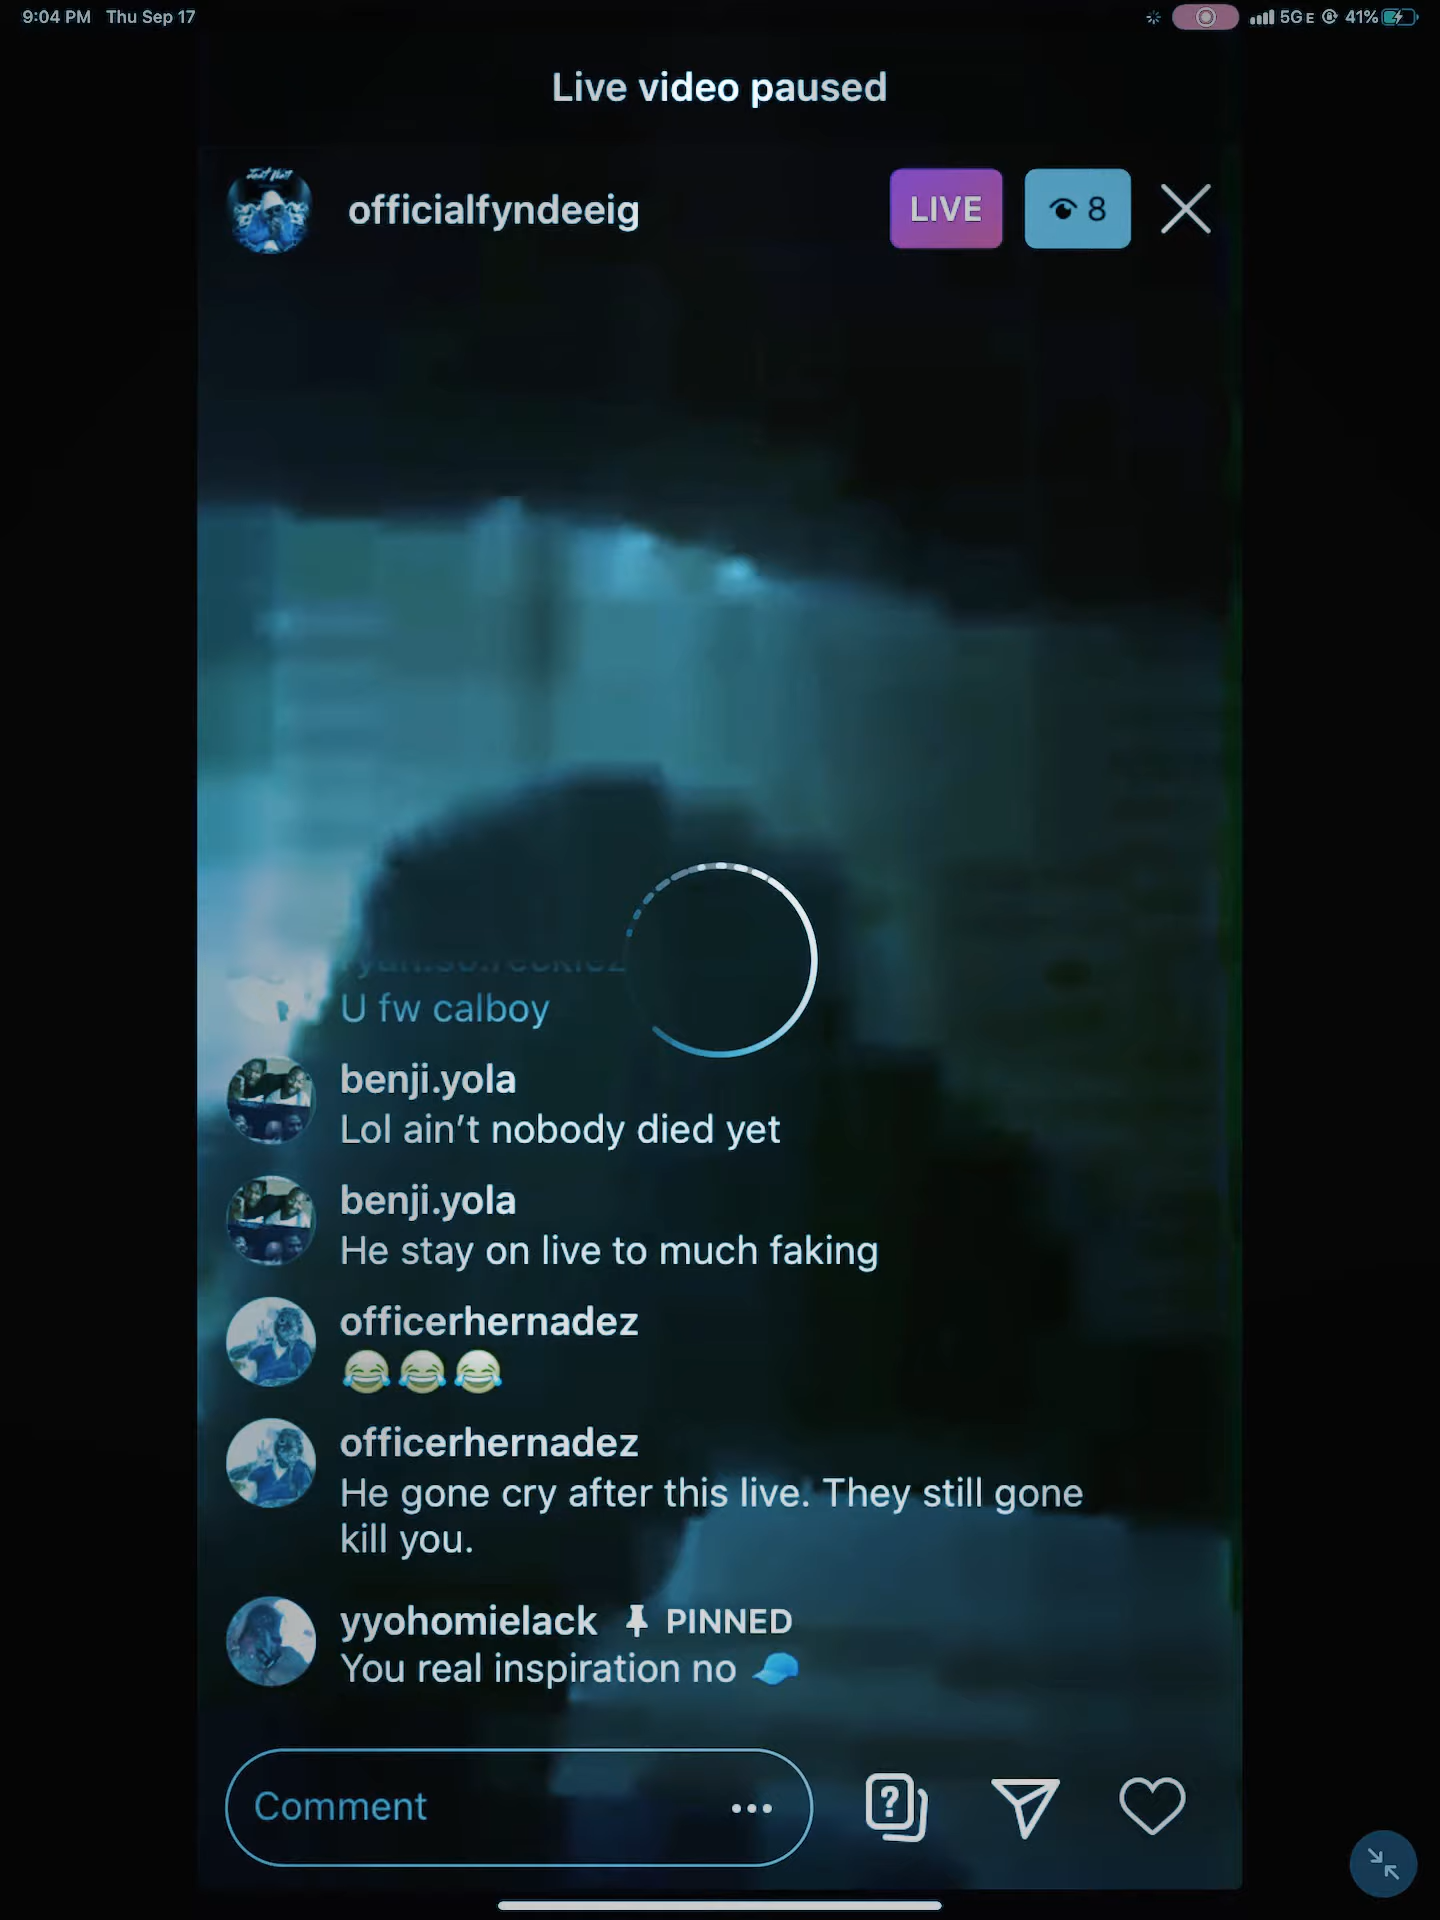 9:04 PM Thu Sep 17
5GE 41%
Live video paused
officialfyndeeig
LIVE 8
U fw calboy
benji.yola
Lol ain't nobody died yet
benji.yola
He stay on live to much faking
officerhernadez
😂😂😂
officerhernadez
He gone cry after this live. They still gone
kill you.
yyohomielack PINNED
You real inspiration no 🧢
Comment